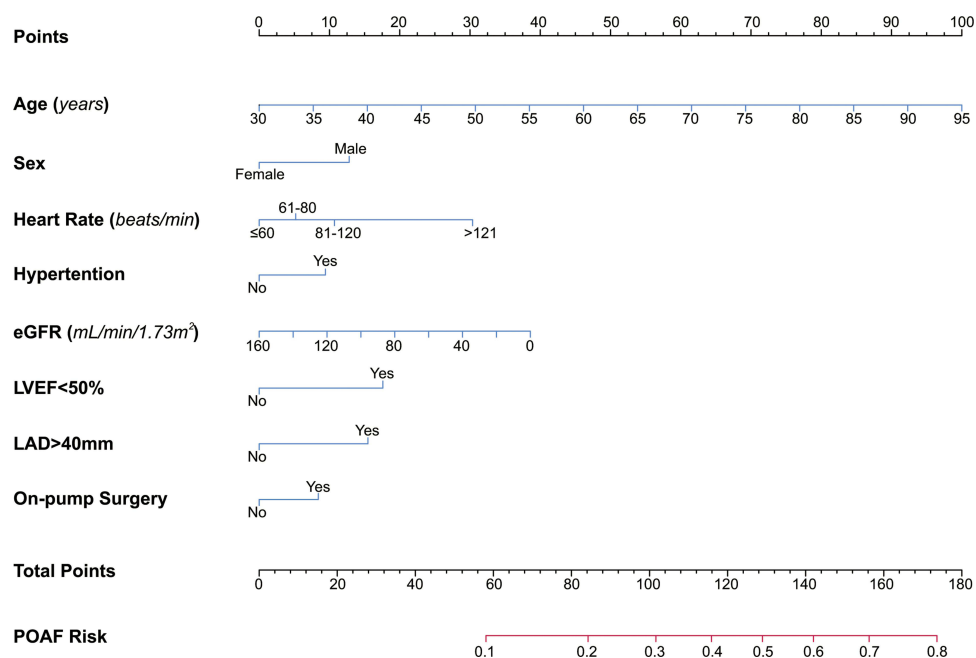 Points
0 10 20 30 40 50 60 70 80 90 100
Age (years)
30 35 40 45 50 55 60 65 70 75 80 85 90 95
Male
Sex
Female
61-80
Heart Rate (beats/min)
≤60 81-120 >121
Yes
Hypertention
No
eGFR (mL/min/1.73m²)
160 120 80 40 0
Yes
LVEF<50%
No
Yes
LAD>40mm
No
Yes
On-pump Surgery
No
Total Points
0 20 40 60 80 100 120 140 160 180
POAF Risk
0.1 0.2 0.3 0.4 0.5 0.6 0.7 0.8